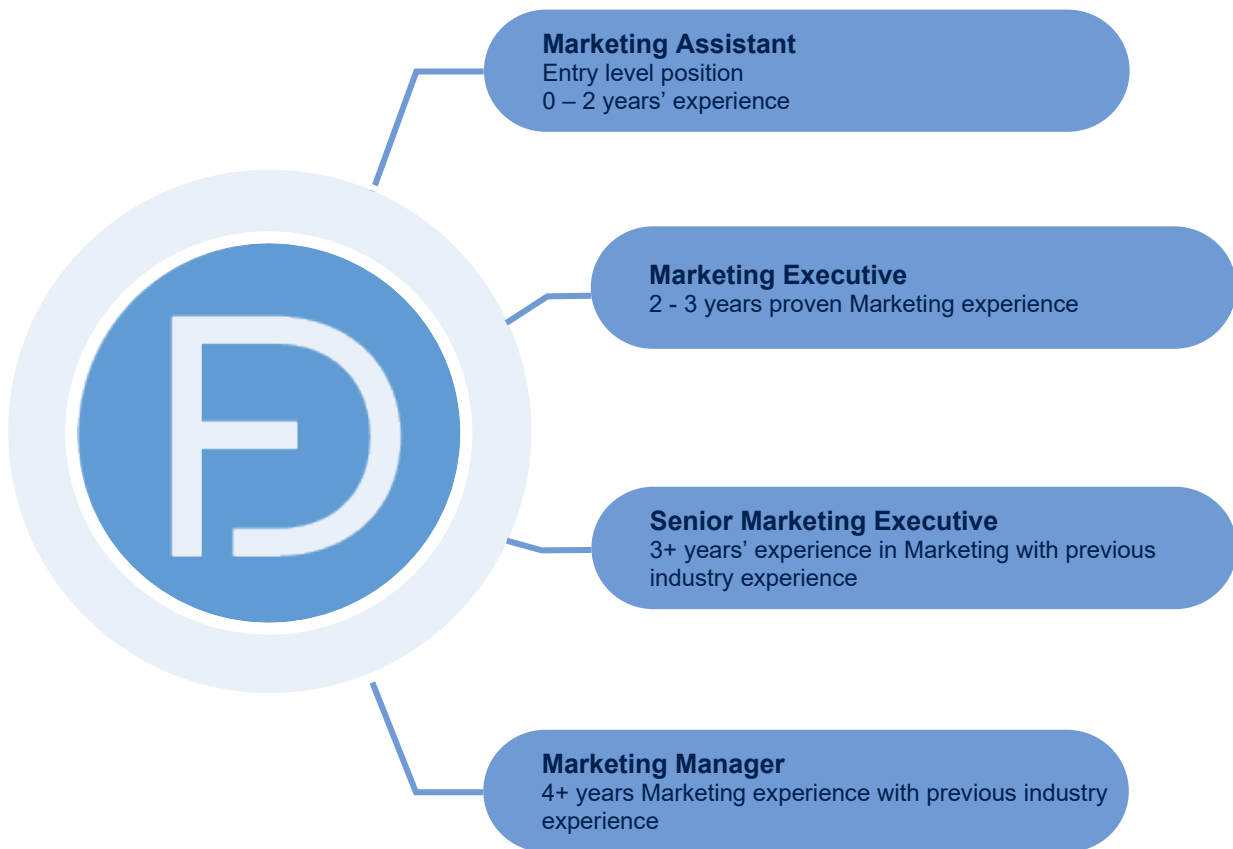 Marketing Assistant
Entry level position
0 – 2 years’ experience
Marketing Executive
2 - 3 years proven Marketing experience
Senior Marketing Executive
3+ years’ experience in Marketing with previous
industry experience
Marketing Manager
4+ years Marketing experience with previous industry
experience